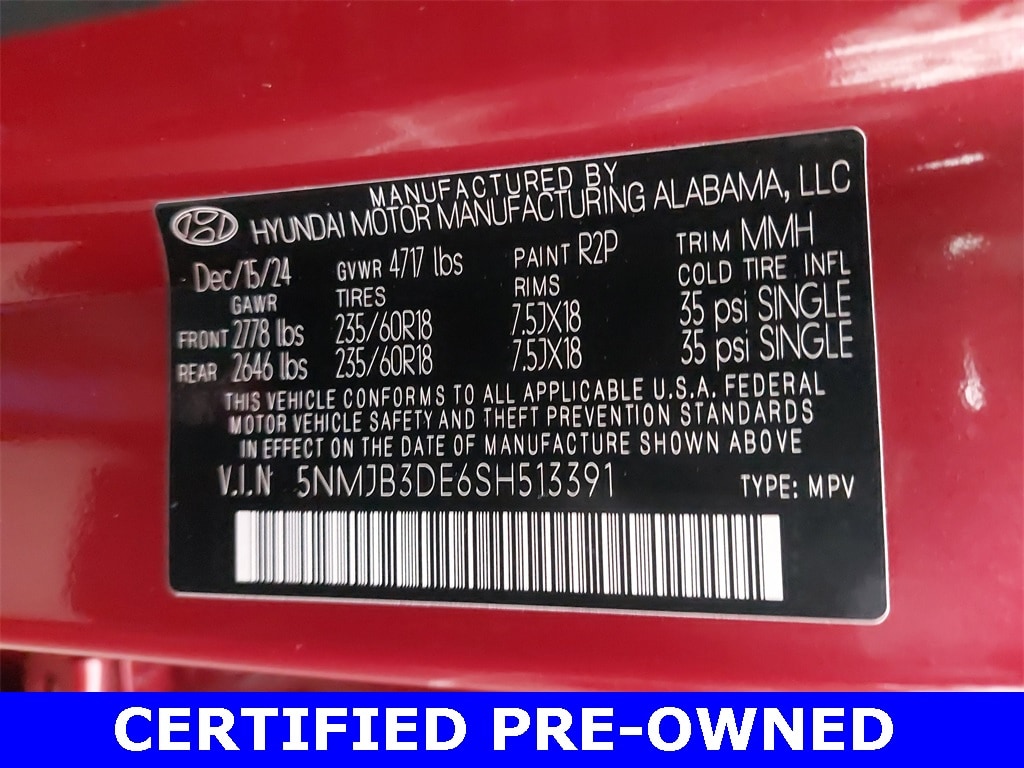 MANUFACTURED BY
HYUNDAI MOTOR MANUFACTURING ALABAMA, LLC
Dec/15/24 GVWR 4717 lbs PAINT R2P TRIM MMH
GAWR TIRES RIMS COLD TIRE INFL
FRONT 2778 lbs 235/60R18 7.5JX18 35 psi SINGLE
REAR 2646 lbs 235/60R18 7.5JX18 35 psi SINGLE
THIS VEHICLE CONFORMS TO ALL APPLICABLE U.S.A. FEDERAL
MOTOR VEHICLE SAFETY AND THEFT PREVENTION STANDARDS
IN EFFECT ON THE DATE OF MANUFACTURE SHOWN ABOVE
V.I.N 5NMJB3DE6SH513391 TYPE: MPV
CERTIFIED PRE-OWNED